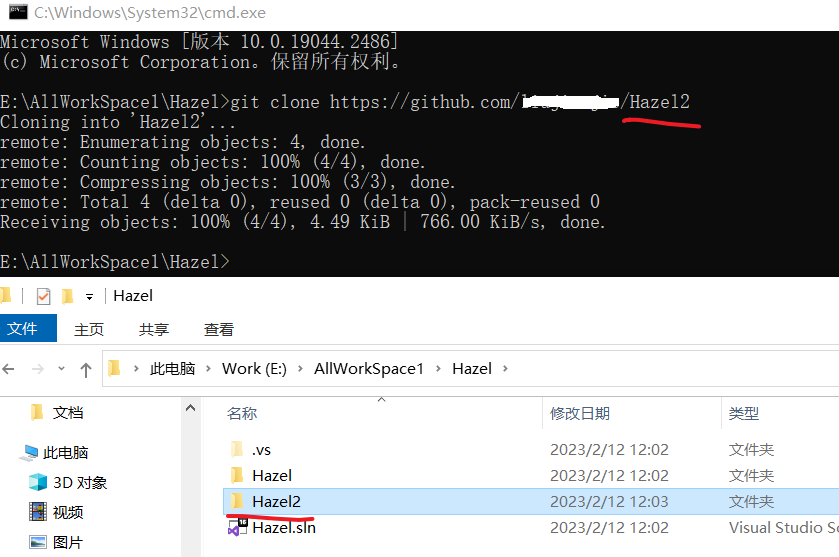 C:\Windows\System32\cmd.exe
Microsoft Windows [版本 10.0.19044.2486]
(c) Microsoft Corporation。保留所有权利。
E:\AllWorkSpace1\Hazel>git clone https://github.com/ /Hazel2
Cloning into 'Hazel2'...
remote: Enumerating objects: 4, done.
remote: Counting objects: 100% (4/4), done.
remote: Compressing objects: 100% (3/3), done.
remote: Total 4 (delta 0), reused 0 (delta 0), pack-reused 0
Receiving objects: 100% (4/4), 4.49 KiB | 766.00 KiB/s, done.
E:\AllWorkSpace1\Hazel>
Hazel
文件 主页 共享 查看
此电脑 Work (E:) AllWorkSpace1 Hazel
文档 名称 修改日期 类型
.vs 2023/2/12 12:02 文件夹
此电脑 Hazel 2023/2/12 12:02 文件夹
3D 对象 Hazel2 2023/2/12 12:03 文件夹
视频 Hazel.sln 2023/2/12 12:02 Visual Studio
图片